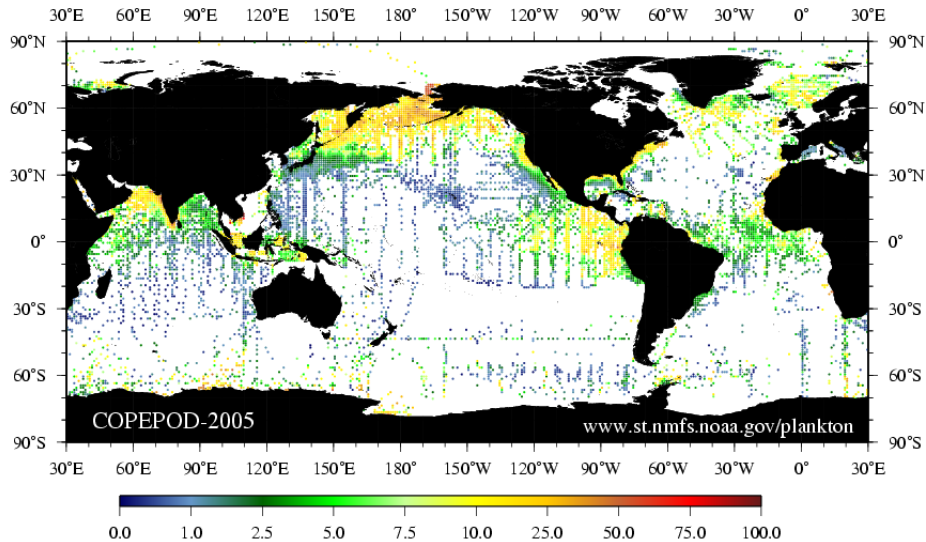 30°E 60°E 90°E 120°E 150°E 180° 150°W 120°W 90°W 60°W 30°W 0° 30°E
90°N 90°N
60°N 60°N
30°N 30°N
0° 0°
30°S 30°S
60°S 60°S
COPEPOD-2005 www.st.nmfs.noaa.gov/plankton
90°S 90°S
30°E 60°E 90°E 120°E 150°E 180° 150°W 120°W 90°W 60°W 30°W 0° 30°E
0.0 1.0 2.5 5.0 7.5 10.0 25.0 50.0 75.0 100.0